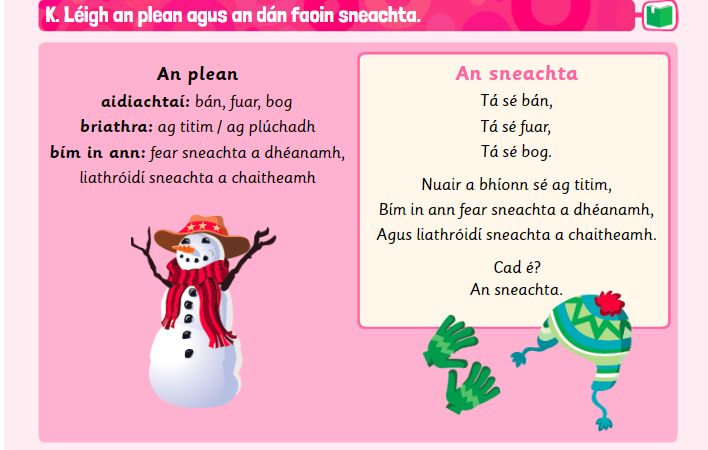 K. Léigh an plean agus an dán faoin sneachta.
An plean
aidiachtaí: bán, fuar, bog
briathra: ag titim / ag plúchadh
bím in ann: fear sneachta a dhéanamh,
liathróidí sneachta a chaitheamh
An sneachta
Tá sé bán,
Tá sé fuar,
Tá sé bog.
Nuair a bhíonn sé ag titim,
Bím in ann fear sneachta a dhéanamh,
Agus liathróidí sneachta a chaitheamh.
Cad é?
An sneachta.